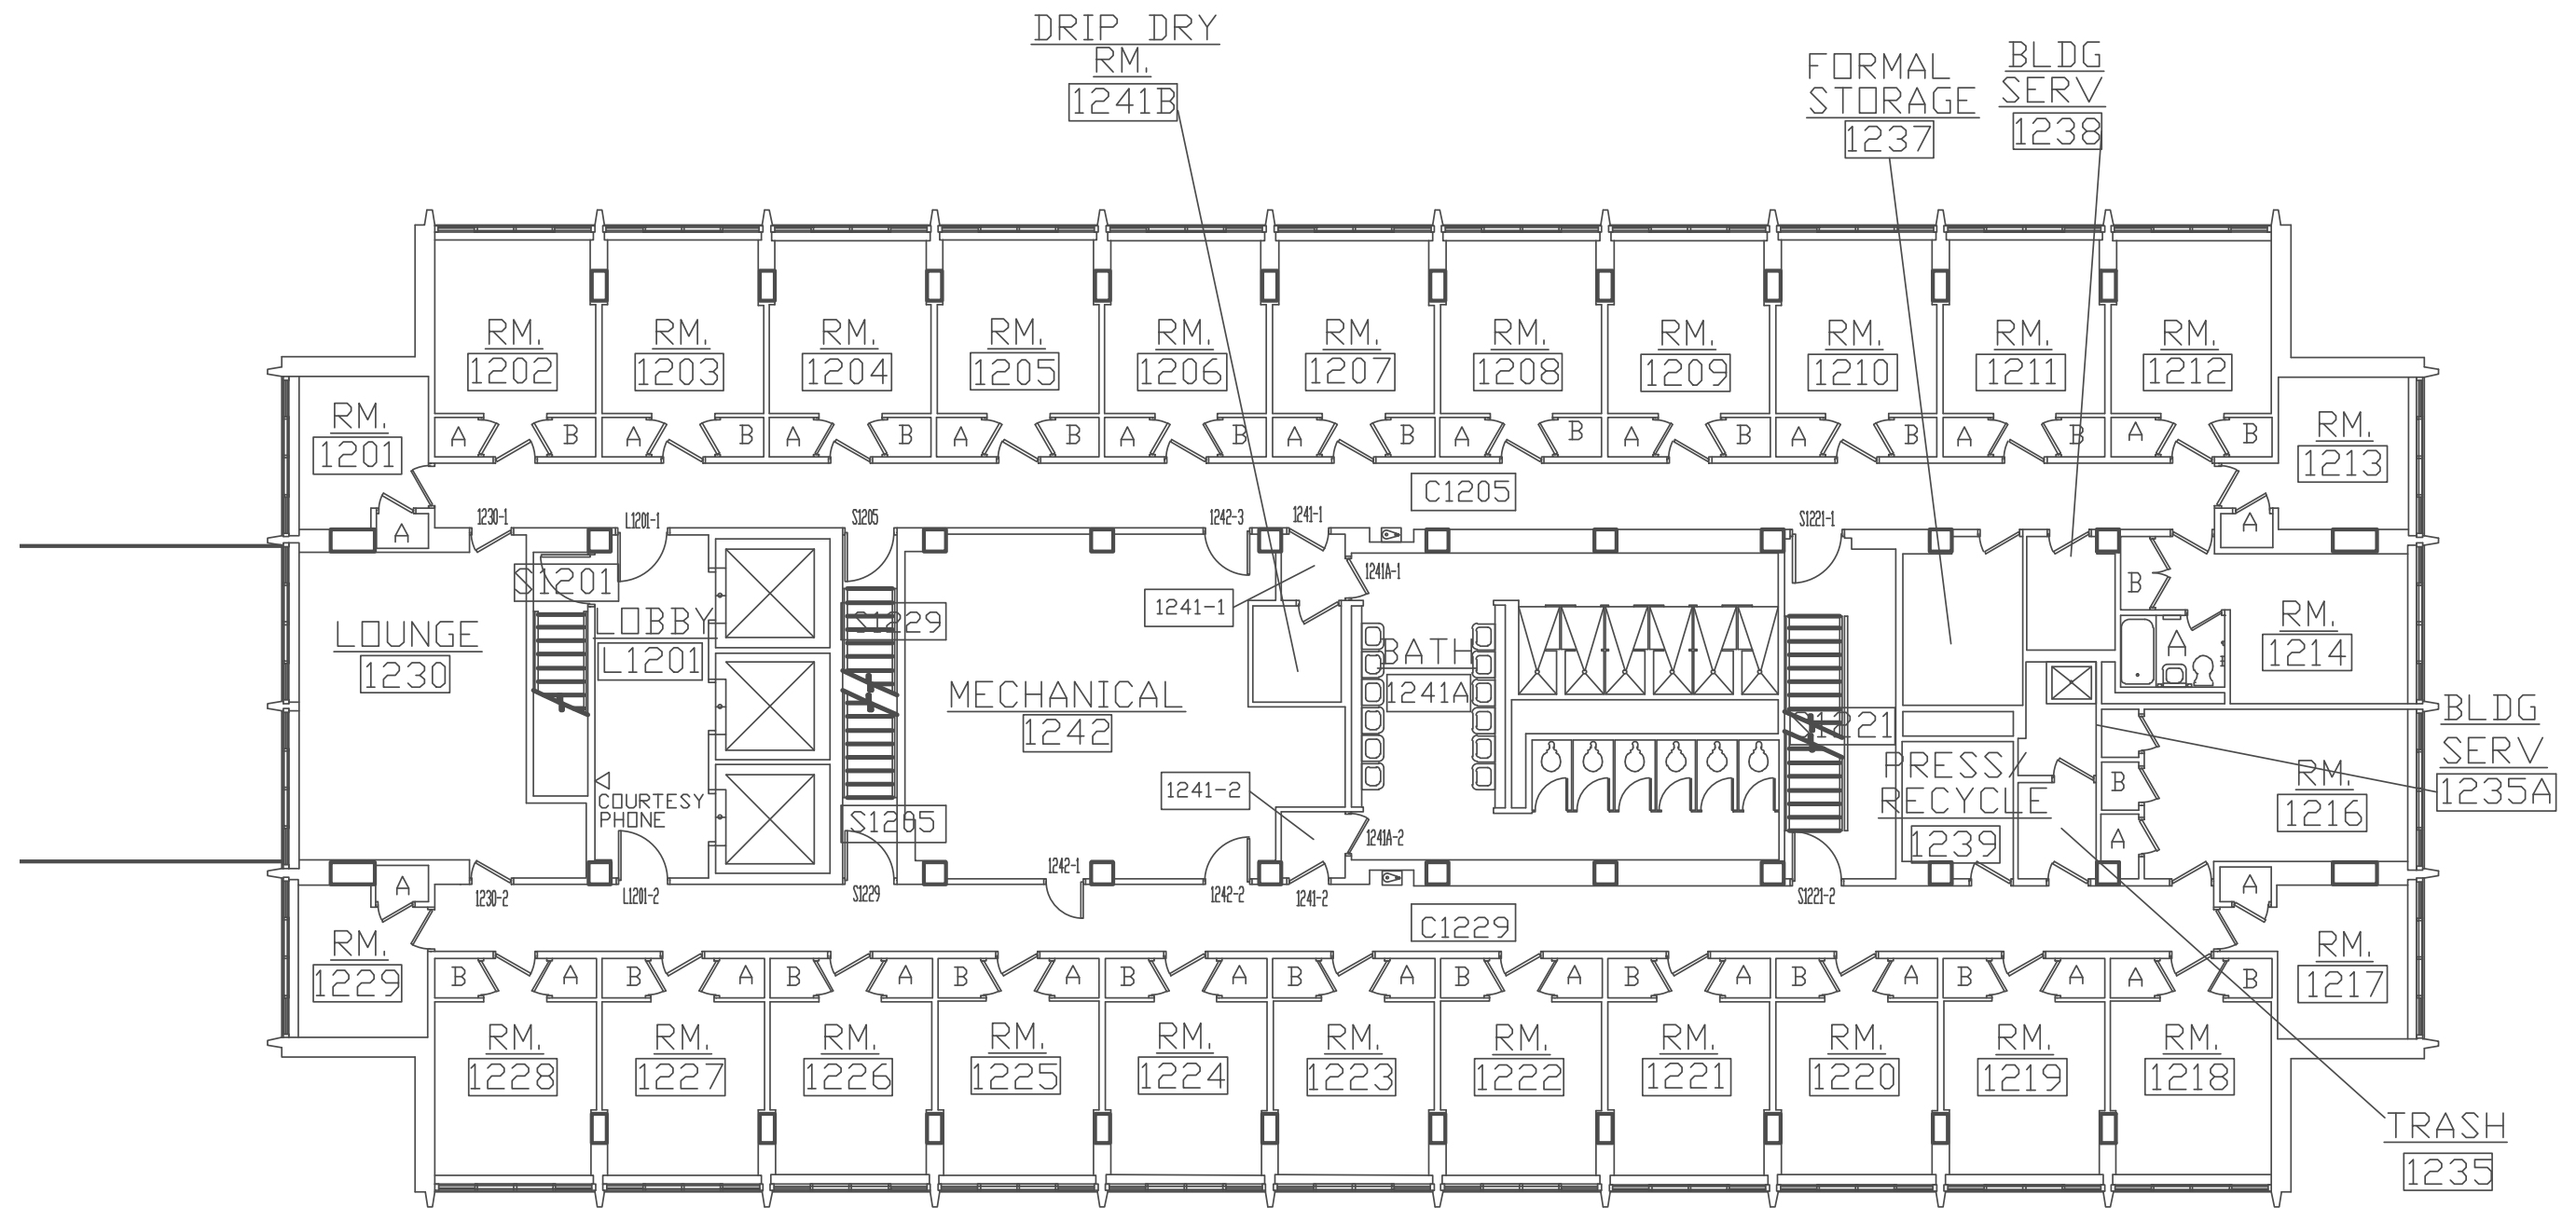 DRIP DRY
RM.
1241B
FORMAL
STORAGE
1237
BLDG
SERV
1238
RM.
1202
RM.
1203
RM.
1204
RM.
1205
RM.
1206
RM.
1207
RM.
1208
RM.
1209
RM.
1210
RM.
1211
RM.
1212
RM.
1201
RM.
1213
A B A B A B A B A B A B A B A B A B A B A B
C1205
A
A
1230-1
L1201-1
S1205
1242-3
1241-1
S1221-1
S1201
1241A-1
1241-1
B
LOBBY
L1201
S1229
LOUNGE
1230
BATH
1241A
A
RM.
1214
MECHANICAL
1242
S1221
BLDG
SERV
1235A
PRESS/
RECYCLE
1239
B
A
RM.
1216
1241-2
COURTESY
PHONE
S1205
1241A-2
1242-1
A
A
1230-2
L1201-2
S1229
1242-2
1241-2
S1221-2
C1229
RM.
1229
RM.
1217
B A B A B A B A B A B A B A B A B A B A A B
RM.
1228
RM.
1227
RM.
1226
RM.
1225
RM.
1224
RM.
1223
RM.
1222
RM.
1221
RM.
1220
RM.
1219
RM.
1218
TRASH
1235